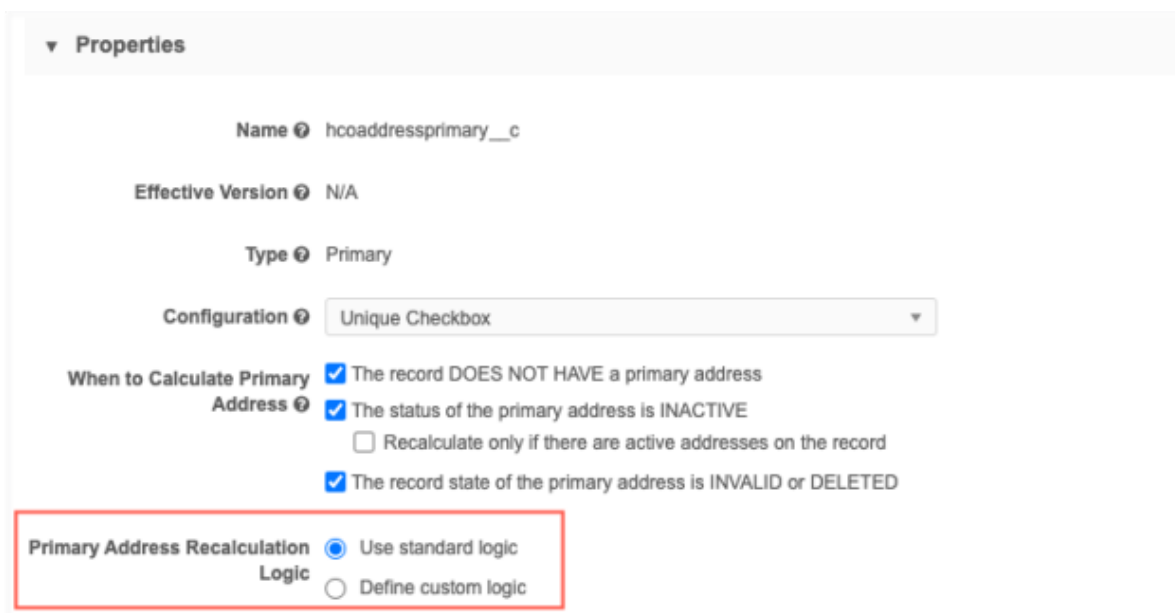 Properties
Name hcoaddressprimary__c
Effective Version N/A
Type Primary
Configuration Unique Checkbox
When to Calculate Primary Address The record DOES NOT HAVE a primary address
The status of the primary address is INACTIVE
Recalculate only if there are active addresses on the record
The record state of the primary address is INVALID or DELETED
Primary Address Recalculation Logic Use standard logic
Define custom logic